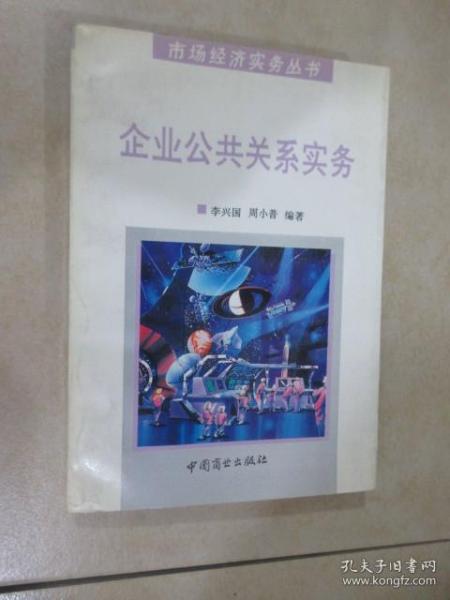 市场经济实务丛书
企业公共关系实务
李兴国 周小普 编著
中国商业出版社
孔夫子旧书网
www.kongfz.com